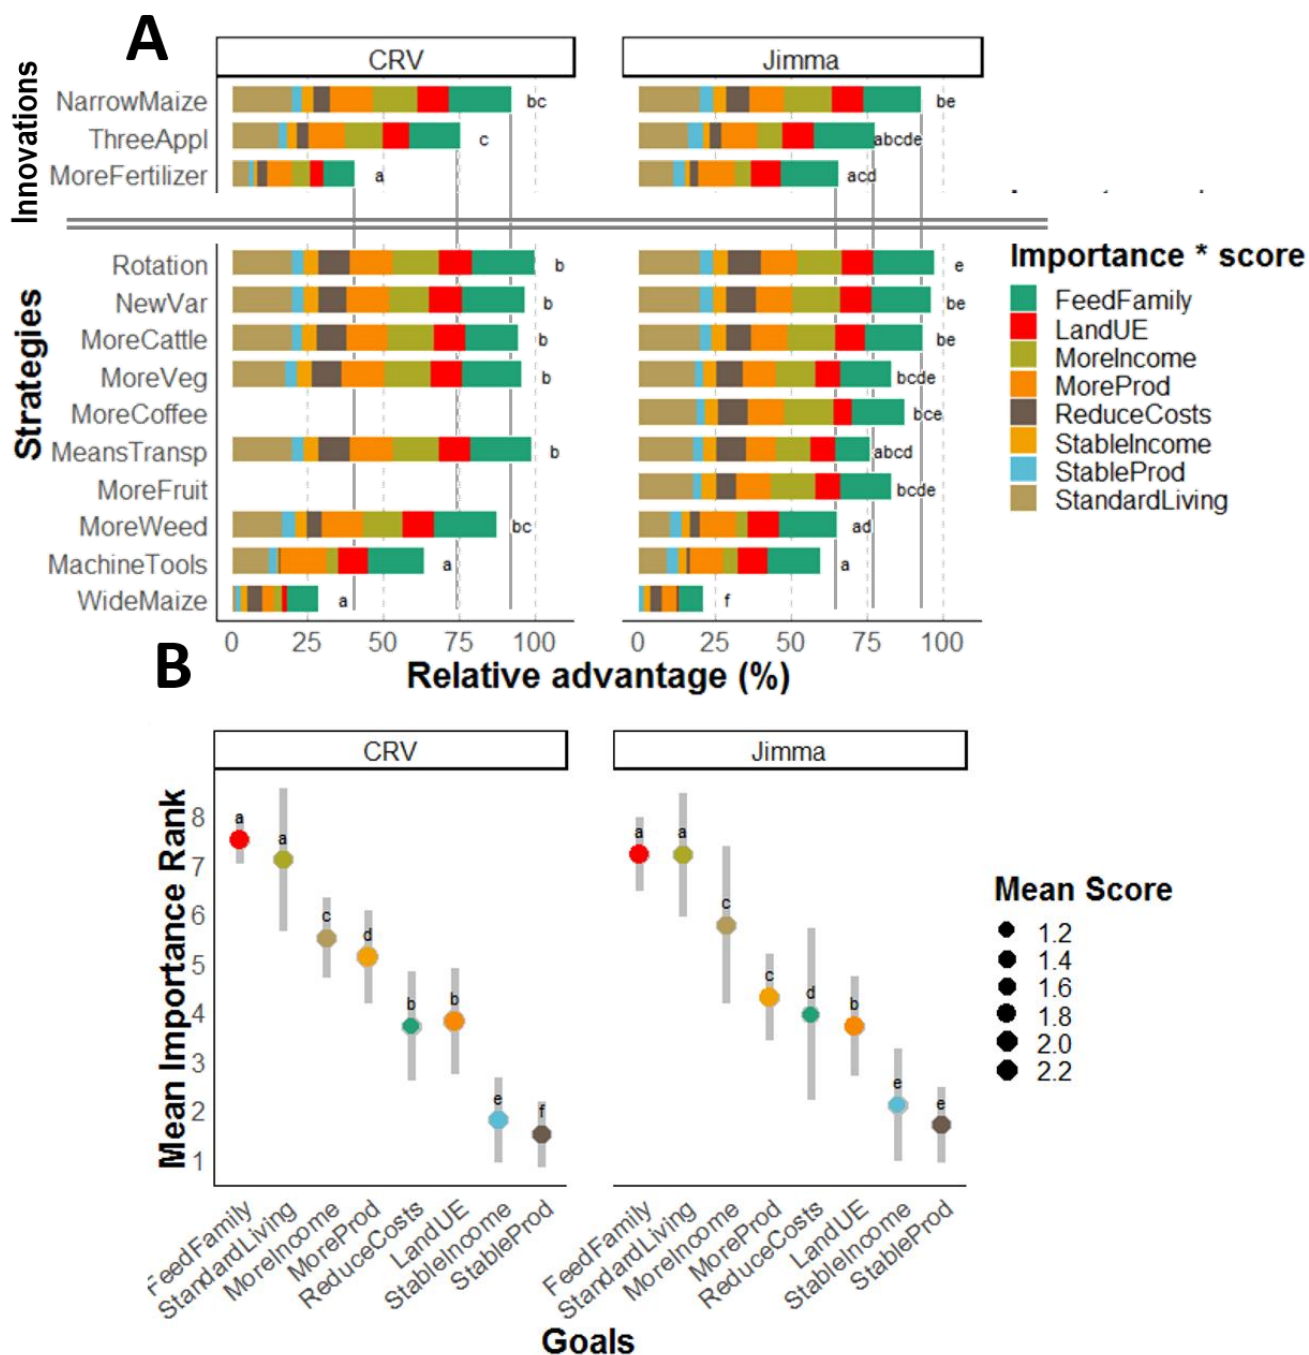 A
CRV
Jimma
Innovations
NarrowMaize
bc
be
ThreeAppl
c
abcde
MoreFertilizer
a
acd
Strategies
Rotation
b
e
NewVar
b
be
MoreCattle
b
be
MoreVeg
b
bcde
MoreCoffee
bce
MeansTransp
b
abcd
MoreFruit
bcde
MoreWeed
bc
ad
MachineTools
a
a
WideMaize
a
f
0 25 50 75 100
0 25 50 75 100
Relative advantage (%)
Importance * score
FeedFamily
LandUE
MoreIncome
MoreProd
ReduceCosts
StableIncome
StableProd
StandardLiving
B
CRV
Jimma
Mean Importance Rank
8
7
6
5
4
3
2
1
a a c d b b e f
a a c c d b e e
FeedFamily
StandardLiving
MoreIncome
MoreProd
ReduceCosts
LandUE
StableIncome
StableProd
FeedFamily
StandardLiving
MoreIncome
MoreProd
ReduceCosts
LandUE
StableIncome
StableProd
Goals
Mean Score
1.2
1.4
1.6
1.8
2.0
2.2